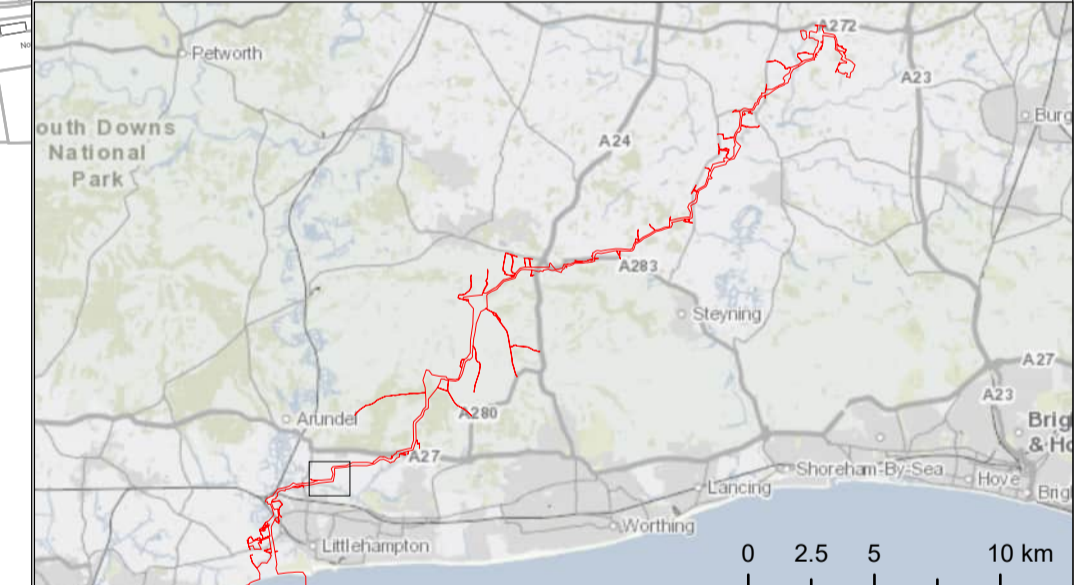 A272
Petworth
No
A23
Burg
outh Downs
National
Park
A24
A283
Steyning
A27
A23
Arundel
A280
Brig
& Ho
A27
Shoreham-By-Sea
Hove
Lancing
Brig
Worthing
Littlehampton
0 2.5 5 10 km